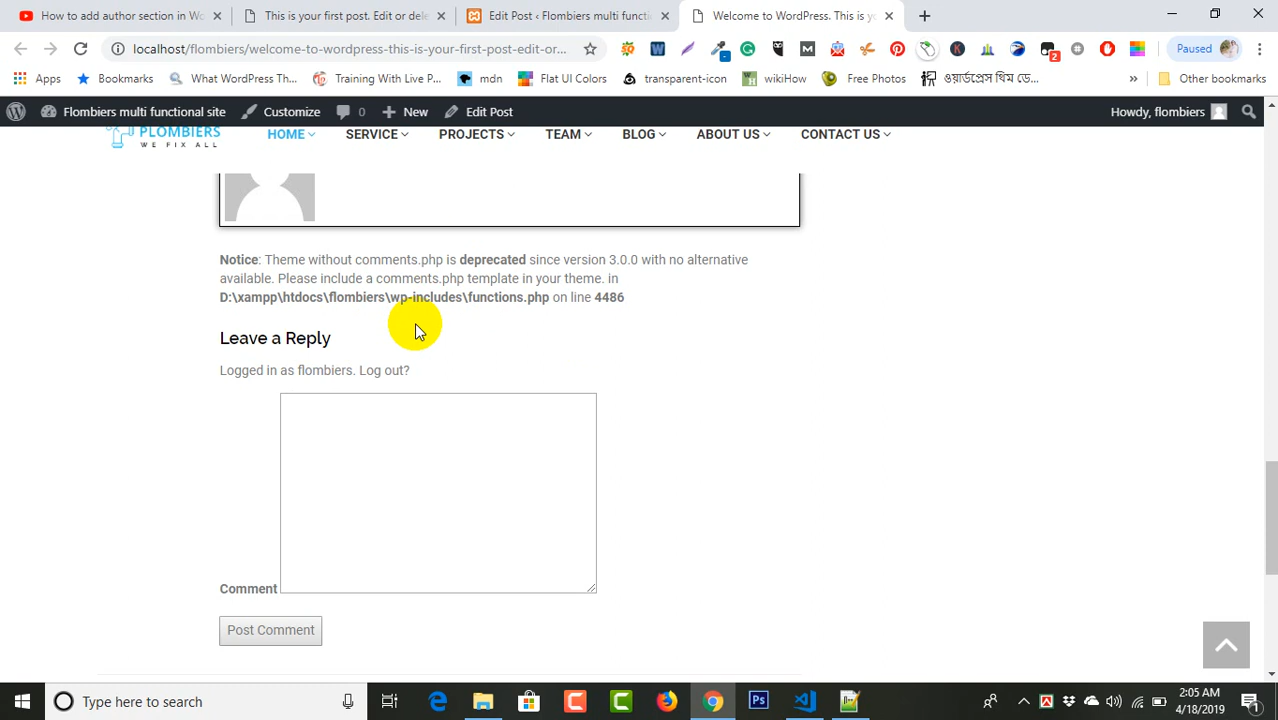 How to add author section in Wo
This is your first post. Edit or dele
Edit Post ‹ Flombiers multi functi
Welcome to WordPress. This is yo
localhost/flombiers/welcome-to-wordpress-this-is-your-first-post-edit-or...
2
Paused
Apps
Bookmarks
What WordPress Th...
Training With Live P...
mdn
Flat UI Colors
transparent-icon
wikiHow
Free Photos
ওয়ার্ডপ্রেস থিম ডে...
»
Other bookmarks
Flombiers multi functional site
Customize
0
New
Edit Post
Howdy, flombiers
PLOMBIERS
WE FIX ALL
HOME
SERVICE
PROJECTS
TEAM
BLOG
ABOUT US
CONTACT US
Notice: Theme without comments.php is deprecated since version 3.0.0 with no alternative
available. Please include a comments.php template in your theme. in
D:\xampp\htdocs\flombiers\wp-includes\functions.php on line 4486
Leave a Reply
Logged in as flombiers. Log out?
Comment
Post Comment
Type here to search
2:05 AM
4/18/2019
1